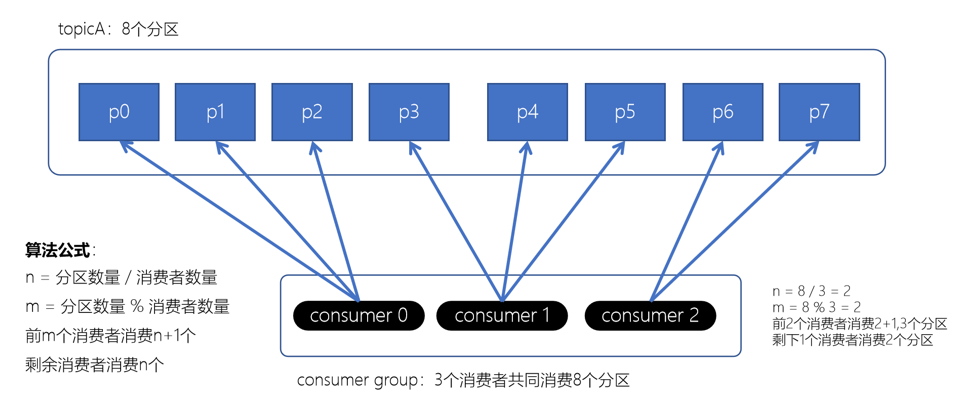 topicA：8个分区
p0
p1
p2
p3
p4
p5
p6
p7
算法公式：
n = 分区数量 / 消费者数量
m = 分区数量 % 消费者数量
前m个消费者消费n+1个
剩余消费者消费n个
consumer 0
consumer 1
consumer 2
n = 8 / 3 = 2
m = 8 % 3 = 2
前2个消费者消费2+1,3个分区
剩下1个消费者消费2个分区
consumer group：3个消费者共同消费8个分区